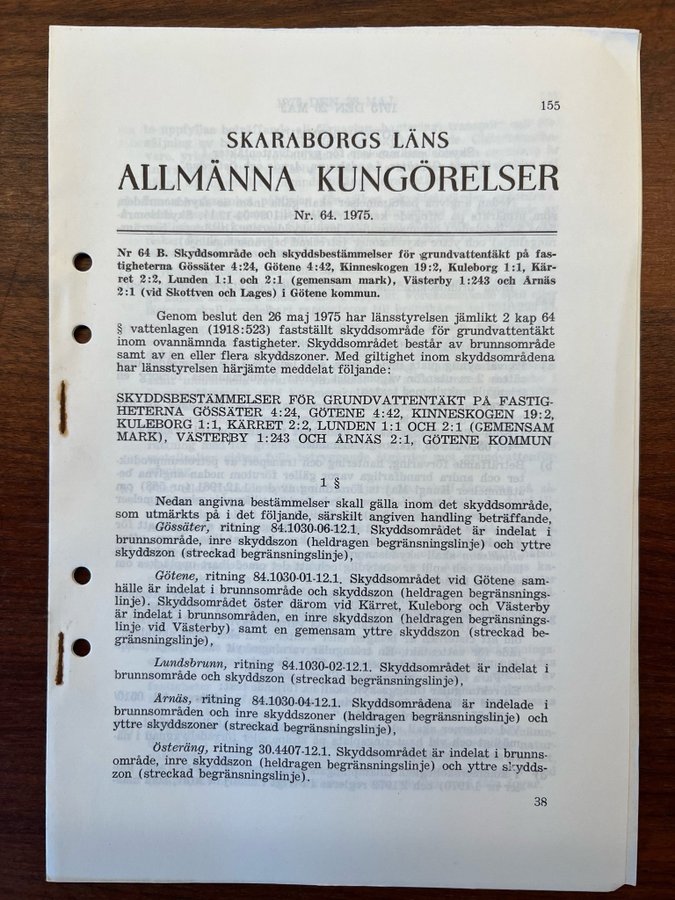 155
SKARABORGS LÄNS
ALLMÄNNA KUNGÖRELSER
Nr. 64. 1975.
Nr 64 B. Skyddsområde och skyddsbestämmelser för grundvattentäkt på fas-
tigheterna Gössäter 4:24, Götene 4:42, Kinneskogen 19:2, Kuleborg 1:1, Kär-
ret 2:2, Lunden 1:1 och 2:1 (gemensam mark), Västerby 1:243 och Årnäs
2:1 (vid Skottven och Lages) i Götene kommun.
Genom beslut den 26 maj 1975 har länsstyrelsen jämlikt 2 kap 64
§ vattenlagen (1918:523) fastställt skyddsområde för grundvattentäkt
inom ovannämnda fastigheter. Skyddsområdet består av brunnsområde
samt av en eller flera skyddszoner. Med giltighet inom skyddsområdena
har länsstyrelsen härjämte meddelat följande:
SKYDDSBESTÄMMELSER FÖR GRUNDVATTENTÄKT PÅ FASTIG-
HETERNA GÖSSÄTER 4:24, GÖTENE 4:42, KINNESKOGEN 19:2,
KULEBORG 1:1, KÄRRET 2:2, LUNDEN 1:1 OCH 2:1 (GEMENSAM
MARK), VÄSTERBY 1:243 OCH ÅRNÄS 2:1, GÖTENE KOMMUN
1 §
Nedan angivna bestämmelser skall gälla inom det skyddsområde,
som utmärkts på i det följande, särskilt angiven handling beträffande,
Gössäter, ritning 84.1030-06-12.1. Skyddsområdet är indelat i
brunnsområde, inre skyddszon (heldragen begränsningslinje) och yttre
skyddszon (streckad begränsningslinje),
Götene, ritning 84.1030-01-12.1. Skyddsområdet vid Götene sam-
hälle är indelat i brunnsområde och skyddszon (heldragen begränsnings-
linje). Skyddsområdet öster därom vid Kärret, Kuleborg och Västerby
är indelat i brunnsområden, en inre skyddszon (heldragen begränsnings-
linje vid Västerby) samt en gemensam yttre skyddszon (streckad be-
gränsningslinje),
Lundsbrunn, ritning 84.1030-02-12.1. Skyddsområdet är indelat i
brunnsområde och skyddszon (streckad begränsningslinje),
Årnäs, ritning 84.1030-04-12.1. Skyddsområdena är indelade i
brunnsområden och inre skyddszoner (heldragen begränsningslinje) och
yttre skyddszoner (streckad begränsningslinje),
Österäng, ritning 30.4407-12.1. Skyddsområdet är indelat i brunns-
område, inre skyddszon (heldragen begränsningslinje) och yttre skydds-
zon (streckad begränsningslinje).
38